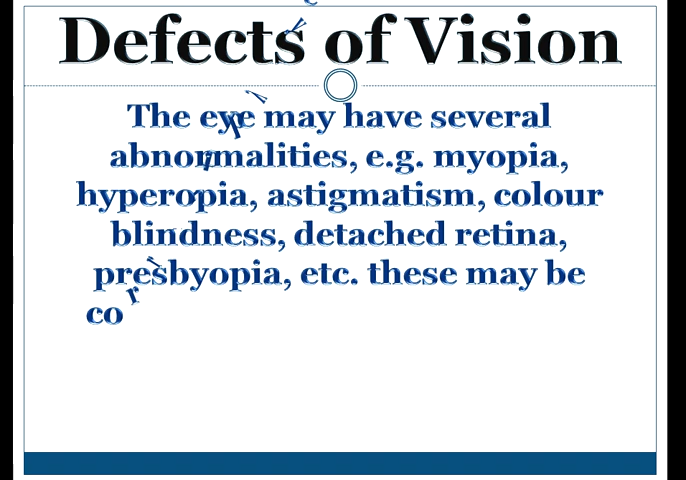 Defects of Vision
The eye may have several
abnormalities, e.g. myopia,
hyperopia, astigmatism, colour
blindness, detached retina,
presbyopia, etc. these may be
co